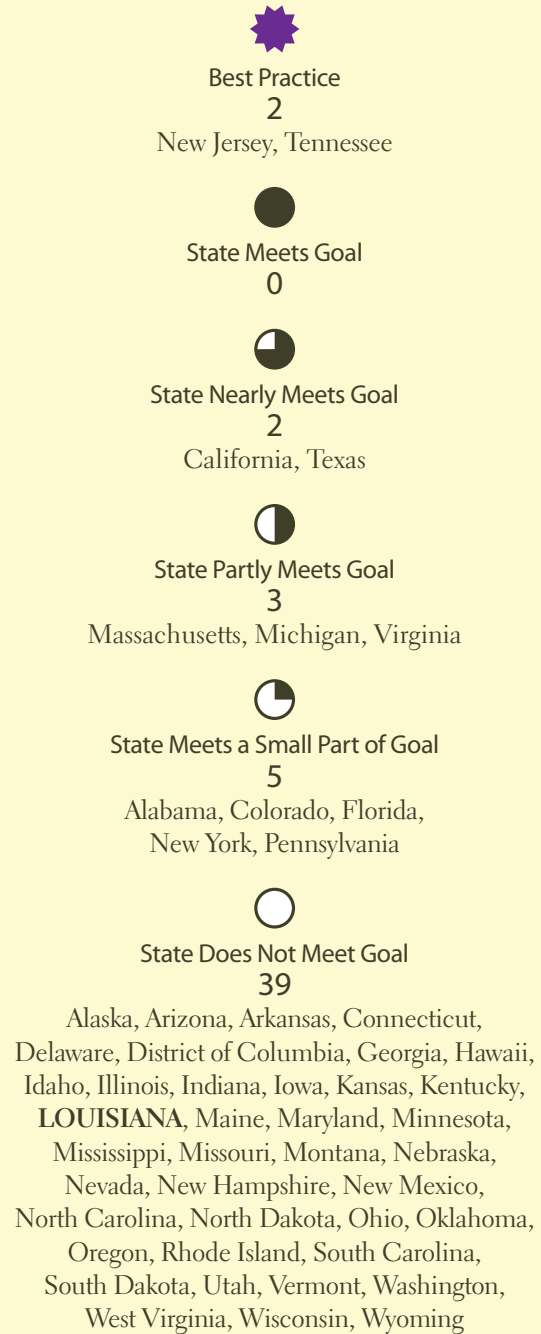 Best Practice
2
New Jersey, Tennessee
State Meets Goal
0
State Nearly Meets Goal
2
California, Texas
State Partly Meets Goal
3
Massachusetts, Michigan, Virginia
State Meets a Small Part of Goal
5
Alabama, Colorado, Florida,
New York, Pennsylvania
State Does Not Meet Goal
39
Alaska, Arizona, Arkansas, Connecticut,
Delaware, District of Columbia, Georgia, Hawaii,
Idaho, Illinois, Indiana, Iowa, Kansas, Kentucky,
LOUISIANA, Maine, Maryland, Minnesota,
Mississippi, Missouri, Montana, Nebraska,
Nevada, New Hampshire, New Mexico,
North Carolina, North Dakota, Ohio, Oklahoma,
Oregon, Rhode Island, South Carolina,
South Dakota, Utah, Vermont, Washington,
West Virginia, Wisconsin, Wyoming